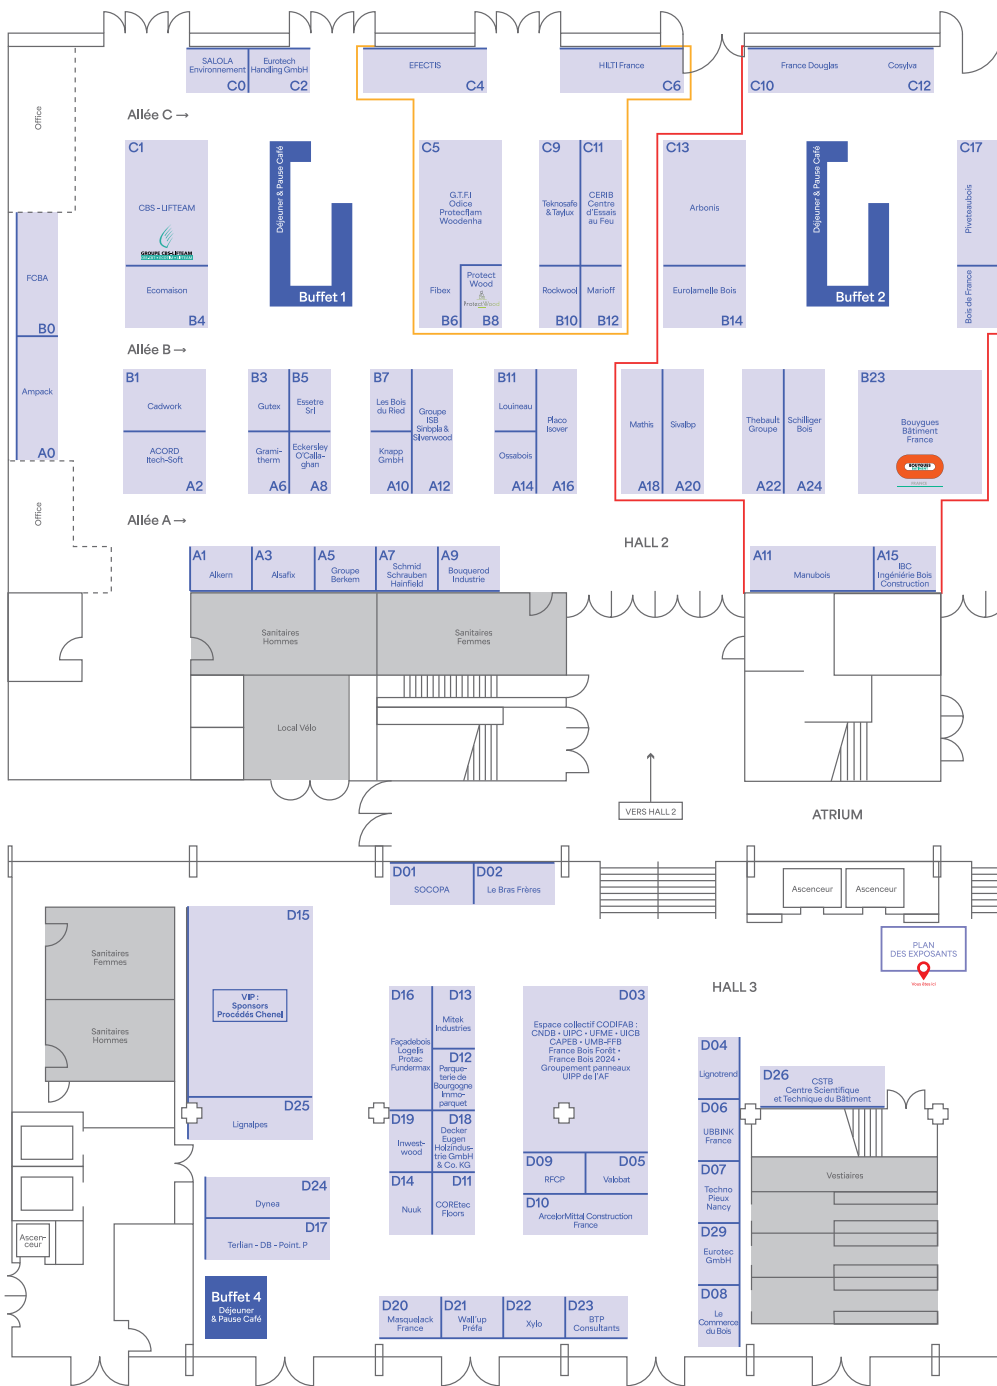 SALOLA
Environnement
C0
Eurotech
Handling GmbH
C2
EFECTIS
C4
HILTI France
C6
France Douglas
C10
Cosylva
C12
Office
Allée C →
C1
CBS - LIFTEAM
GROUPE CBS-LIFTEAM
Ecomaison
B4
Déjeuner & Pause Café
Buffet 1
C5
G.T.F.I
Odice
Protecflam
Woodenha
Fibex
B6
Protect
Wood
ProtectWood
B8
C9
Teknosafe
& Taylux
C11
CERIB
Centre
d'Essais
au Feu
Rockwool
B10
Marioff
B12
C13
Arbonis
Eurolamelle Bois
B14
Déjeuner & Pause Café
Buffet 2
C17
Piveteaubois
Bois de France
FCBA
B0
Ampack
A0
Allée B →
B1
Cadwork
ACORD
Itech-Soft
A2
B3
Gutex
B5
Essetre
Srl
Grami-
therm
A6
Eckersley
O'Calla-
ghan
A8
B7
Les Bois
du Ried
Knapp
GmbH
A10
Groupe
ISB
Sinbpla &
Silverwood
A12
B11
Louineau
Ossabois
A14
Placo
Isover
A16
Mathis
A18
Sivalbp
A20
Thebault
Groupe
A22
Schilliger
Bois
A24
B23
Bouygues
Bâtiment
France
BOUYGUES
FRANCE
Office
Allée A →
HALL 2
A1
Alkern
A3
Alsafix
A5
Groupe
Berkem
A7
Schmid
Schrauben
Hainfield
A9
Bouquerod
Industrie
A11
Manubois
A15
IBC
Ingéniérie Bois
Construction
Sanitaires
Hommes
Sanitaires
Femmes
Local Vélo
VERS HALL 2
ATRIUM
D01
SOCOPA
D02
Le Bras Frères
Ascenceur
Ascenceur
PLAN
DES EXPOSANTS
Vous êtes ici
HALL 3
Sanitaires
Femmes
Sanitaires
Hommes
D15
VIP :
Sponsors
Procédés Chenel
D25
Lignalpes
D24
Dynea
D17
Terlian - DB - Point. P
Buffet 4
Déjeuner
& Pause Café
Ascen-
ceur
D16
Façadebois
Logelis
Protac
Fundermax
D13
Mitek
Industries
D12
Parque-
terie de
Bourgogne
Immo-
parquet
D19
Inwest-
wood
D18
Decker
Eugen
Holzindus-
trie GmbH
& Co. KG
D14
Nuuk
D11
COREtec
Floors
D03
Espace collectif CODIFAB :
CNDB • UIPC • UFME • UICB
CAPEB • UMB-FFB
France Bois Forêt •
France Bois 2024 •
Groupement panneaux
UIPP de l'AF
D09
RFCP
D05
Valobat
D10
ArcelorMittal Construction
France
D04
Lignotrend
D06
UBBINK
France
D07
Techno
Pieux
Nancy
D29
Eurotec
GmbH
D08
Le
Commerce
du Bois
D26
CSTB
Centre Scientifique
et Technique du Bâtiment
Vestiaires
D20
Masquelack
France
D21
Wall'up
Préfa
D22
Xylo
D23
BTP
Consultants